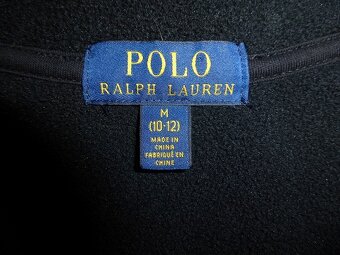 POLO
RALPH LAUREN
M
(10-12)
MADE IN
CHINA
FABRIQUÉ EN
CHINE